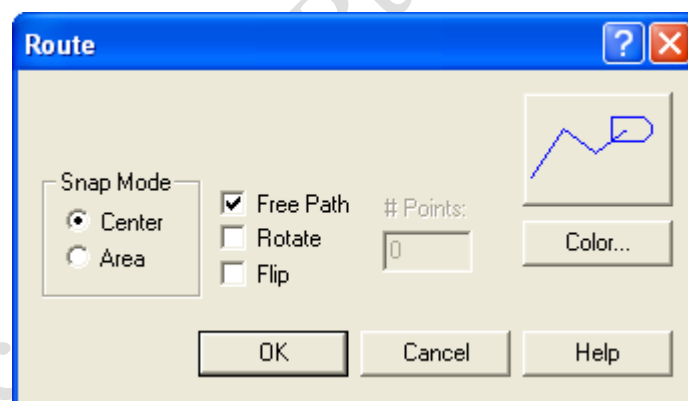 Route
Snap Mode
Center
Area
Free Path
Rotate
Flip
# Points:
0
Color...
OK
Cancel
Help